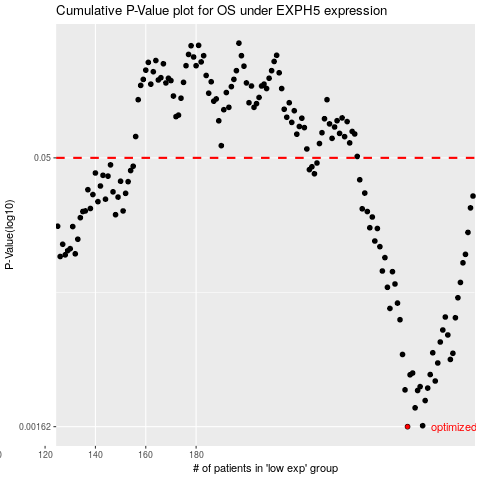 Cumulative P-Value plot for OS under EXPH5 expression
P-Value(log10)
0.05
0.00162
optimized
0 120 140 160 180
# of patients in 'low exp' group